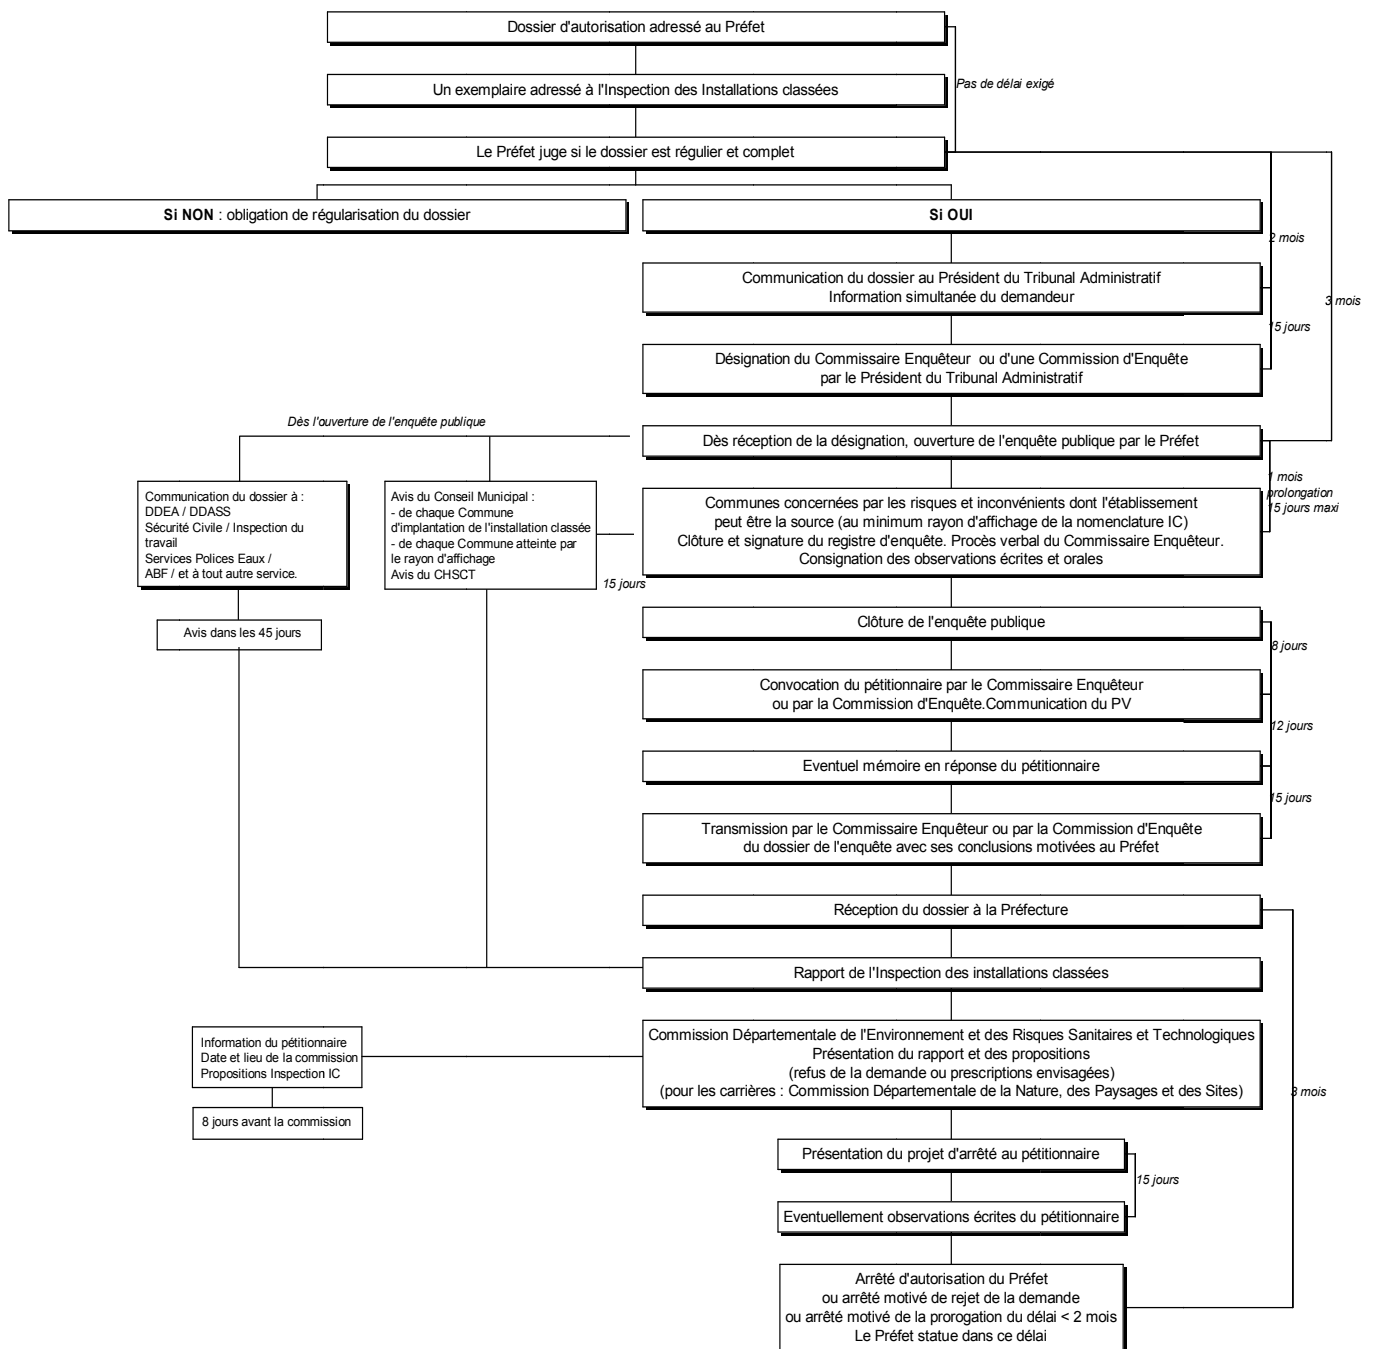 Dossier d'autorisation adressé au Préfet
Pas de délai exigé
Un exemplaire adressé à l'Inspection des Installations classées
Le Préfet juge si le dossier est régulier et complet
Si NON : obligation de régularisation du dossier
Si OUI
2 mois
Communication du dossier au Président du Tribunal Administratif
Information simultanée du demandeur
3 mois
15 jours
Désignation du Commissaire Enquêteur ou d'une Commission d'Enquête
par le Président du Tribunal Administratif
Dès l'ouverture de l'enquête publique
Dès réception de la désignation, ouverture de l'enquête publique par le Préfet
1 mois
prolongation
15 jours maxi
Communication du dossier à :
DDEA / DDASS
Sécurité Civile / Inspection du
travail
Services Polices Eaux /
ABF / et à tout autre service.
Avis du Conseil Municipal :
- de chaque Commune
d'implantation de l'installation classée
- de chaque Commune atteinte par
le rayon d'affichage
Avis du CHSCT
15 jours
Communes concernées par les risques et inconvénients dont l'établissement
peut être la source (au minimum rayon d'affichage de la nomenclature IC)
Clôture et signature du registre d'enquête. Procès verbal du Commissaire Enquêteur.
Consignation des observations écrites et orales
Avis dans les 45 jours
Clôture de l'enquête publique
8 jours
Convocation du pétitionnaire par le Commissaire Enquêteur
ou par la Commission d'Enquête.Communication du PV
12 jours
Eventuel mémoire en réponse du pétitionnaire
15 jours
Transmission par le Commissaire Enquêteur ou par la Commission d'Enquête
du dossier de l'enquête avec ses conclusions motivées au Préfet
Réception du dossier à la Préfecture
Rapport de l'Inspection des installations classées
Information du pétitionnaire
Date et lieu de la commission
Propositions Inspection IC
8 jours avant la commission
Commission Départementale de l'Environnement et des Risques Sanitaires et Technologiques
Présentation du rapport et des propositions
(refus de la demande ou prescriptions envisagées)
(pour les carrières : Commission Départementale de la Nature, des Paysages et des Sites)
3 mois
Présentation du projet d'arrêté au pétitionnaire
15 jours
Eventuellement observations écrites du pétitionnaire
Arrêté d'autorisation du Préfet
ou arrêté motivé de rejet de la demande
ou arrêté motivé de la prorogation du délai < 2 mois
Le Préfet statue dans ce délai